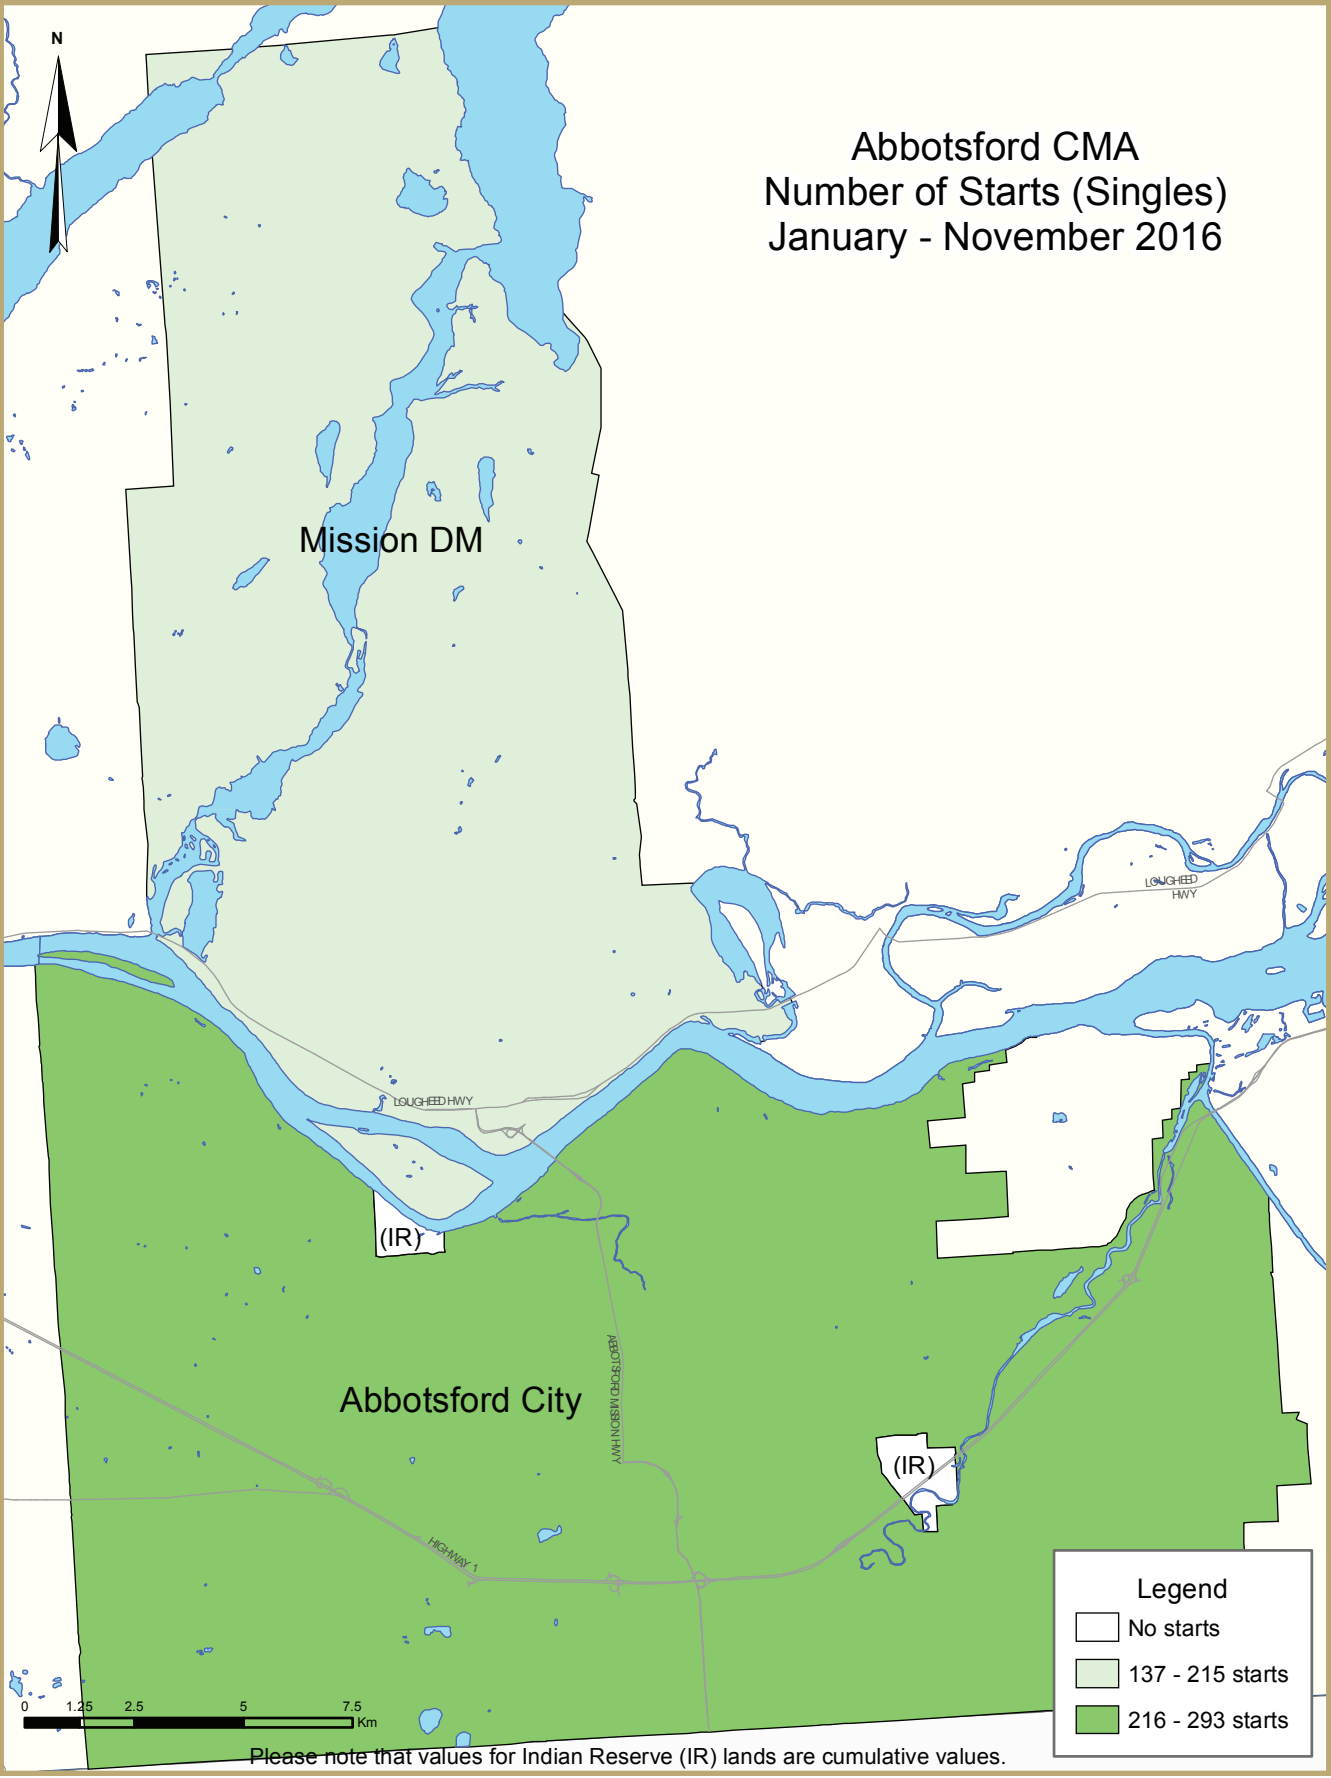 N
Abbotsford CMA
Number of Starts (Singles)
January - November 2016
Mission DM
LOUGHEED
HWY
LOUGHEED HWY
(IR)
ABBOTSFORD MISSION HWY
Abbotsford City
(IR)
HIGHWAY 1
Legend
No starts
137 - 215 starts
216 - 293 starts
0 1.25 2.5 5 7.5
Km
Please note that values for Indian Reserve (IR) lands are cumulative values.